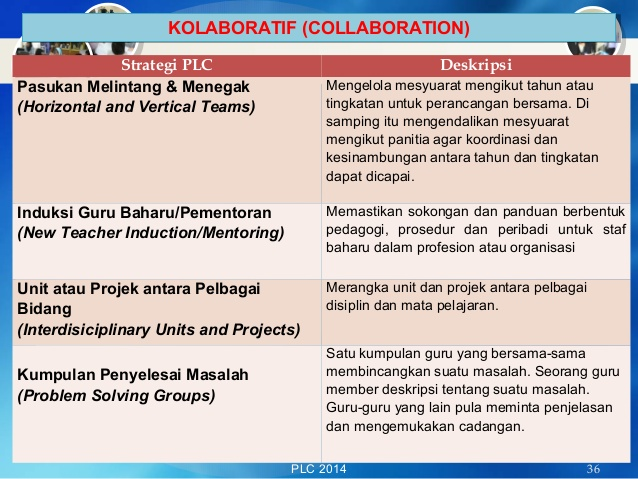 KOLABORATIF (COLLABORATION)
Strategi PLC
Deskripsi
Pasukan Melintang & Menegak
(Horizontal and Vertical Teams)
Mengelola mesyuarat mengikut tahun atau
tingkatan untuk perancangan bersama. Di
samping itu mengendalikan mesyuarat
mengikut panitia agar koordinasi dan
kesinambungan antara tahun dan tingkatan
dapat dicapai.
Induksi Guru Baharu/Pementoran
(New Teacher Induction/Mentoring)
Memastikan sokongan dan panduan berbentuk
pedagogi, prosedur dan peribadi untuk staf
baharu dalam profesion atau organisasi
Unit atau Projek antara Pelbagai
Bidang
(Interdisiciplinary Units and Projects)
Merangka unit dan projek antara pelbagai
disiplin dan mata pelajaran.
Kumpulan Penyelesai Masalah
(Problem Solving Groups)
Satu kumpulan guru yang bersama-sama
membincangkan suatu masalah. Seorang guru
member deskripsi tentang suatu masalah.
Guru-guru yang lain pula meminta penjelasan
dan mengemukakan cadangan.
PLC 2014
36